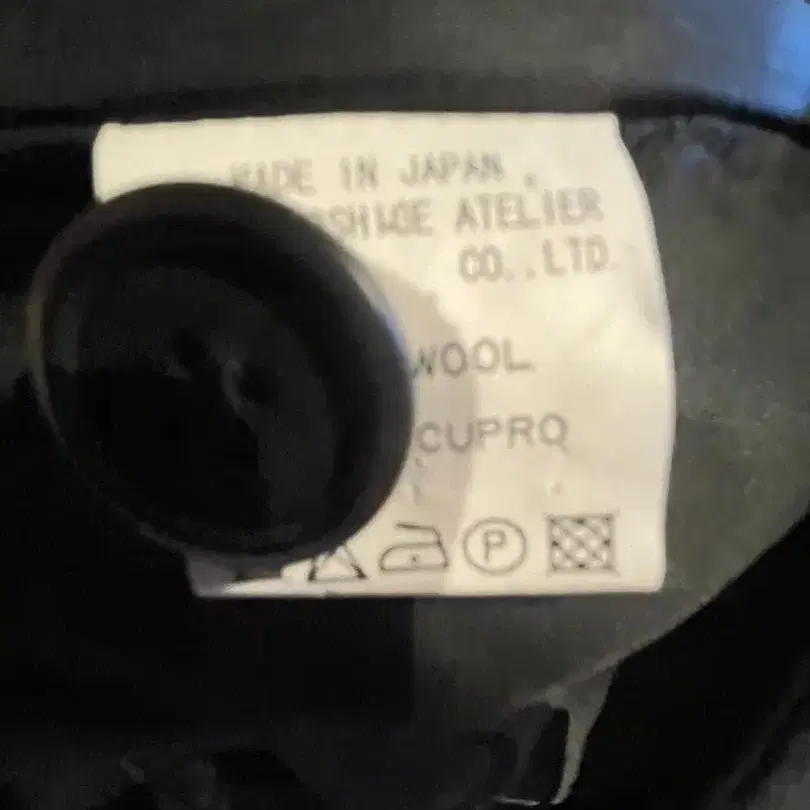 MADE IN JAPAN .
ATELIER
CO.,LTD.
WOOL
CUPRO
P